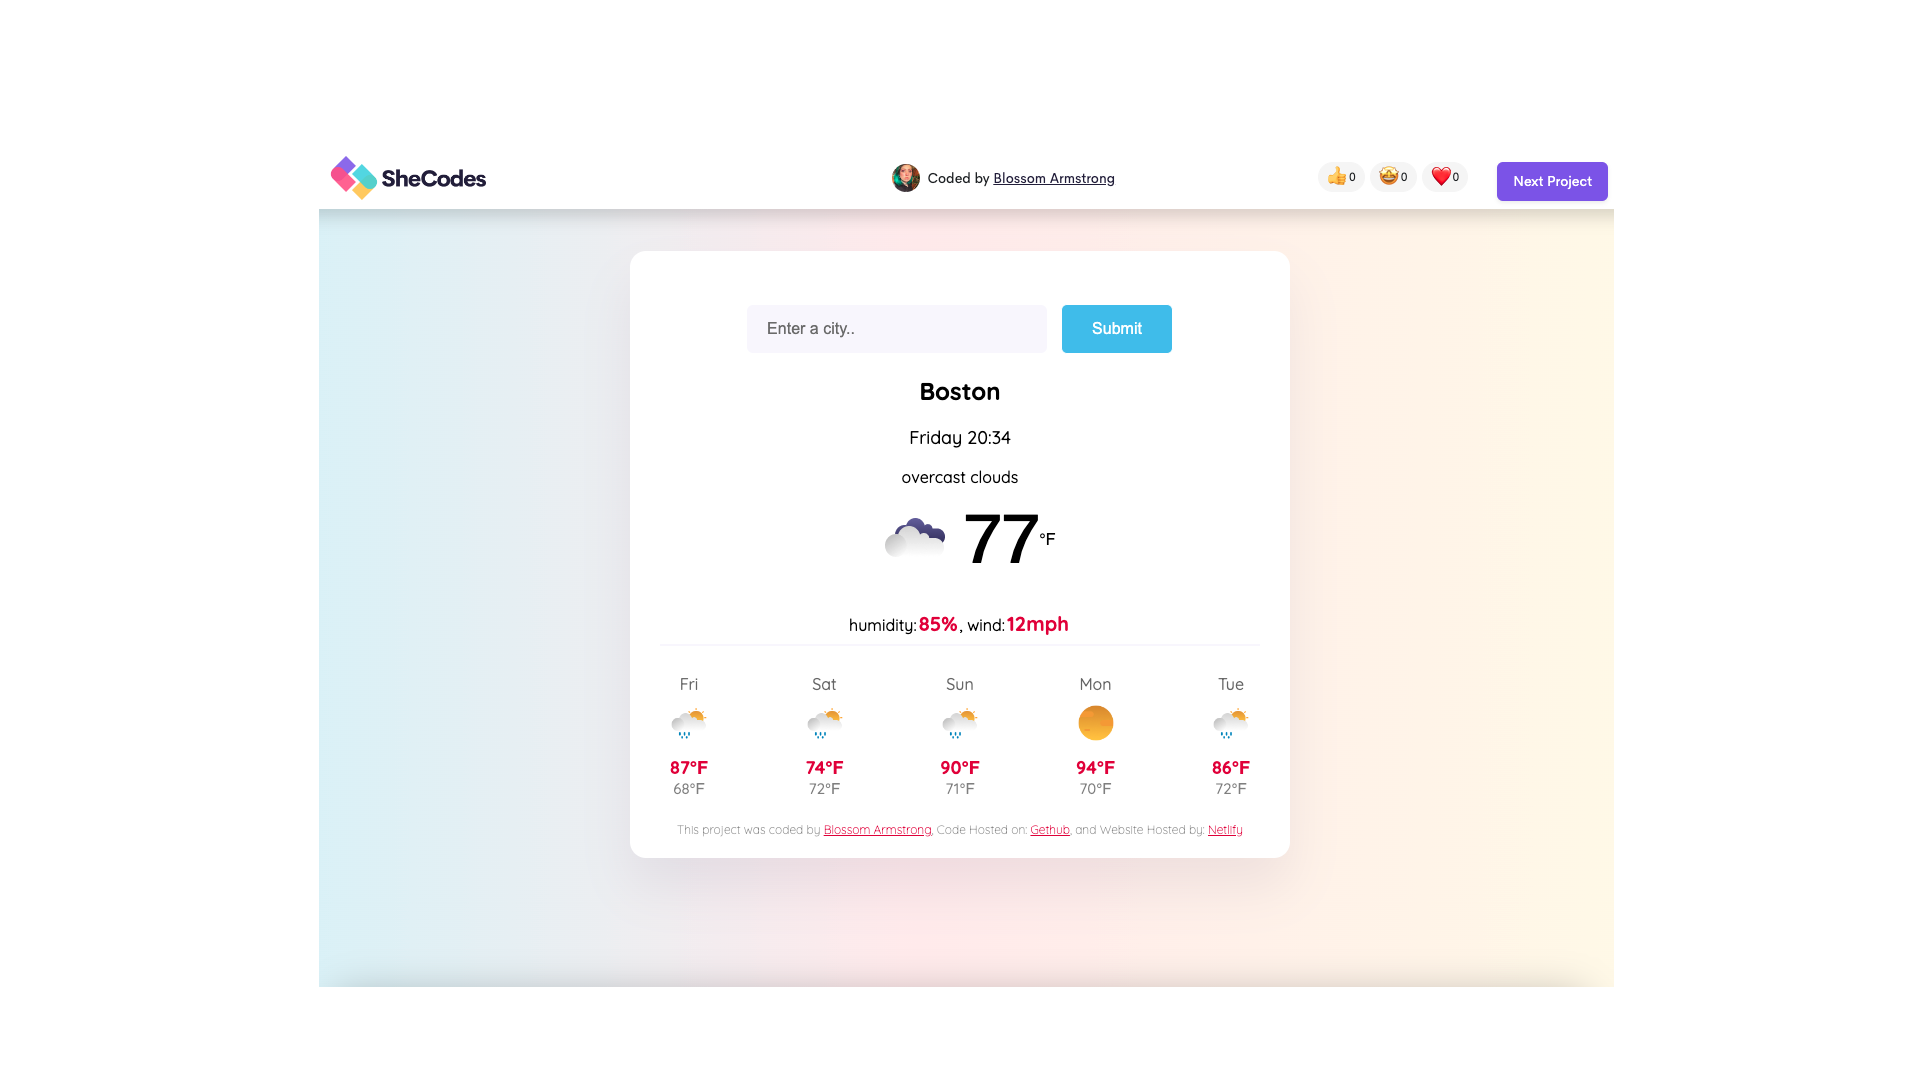 SheCodes
Coded by Blossom Armstrong
0 0 0
Next Project
Enter a city..
Submit
Boston
Friday 20:34
overcast clouds
77°F
humidity:85%, wind:12mph
Fri Sat Sun Mon Tue
87°F 74°F 90°F 94°F 86°F
68°F 72°F 71°F 70°F 72°F
This project was coded by Blossom Armstrong, Code Hosted on: Gethub, and Website Hosted by: Netlify